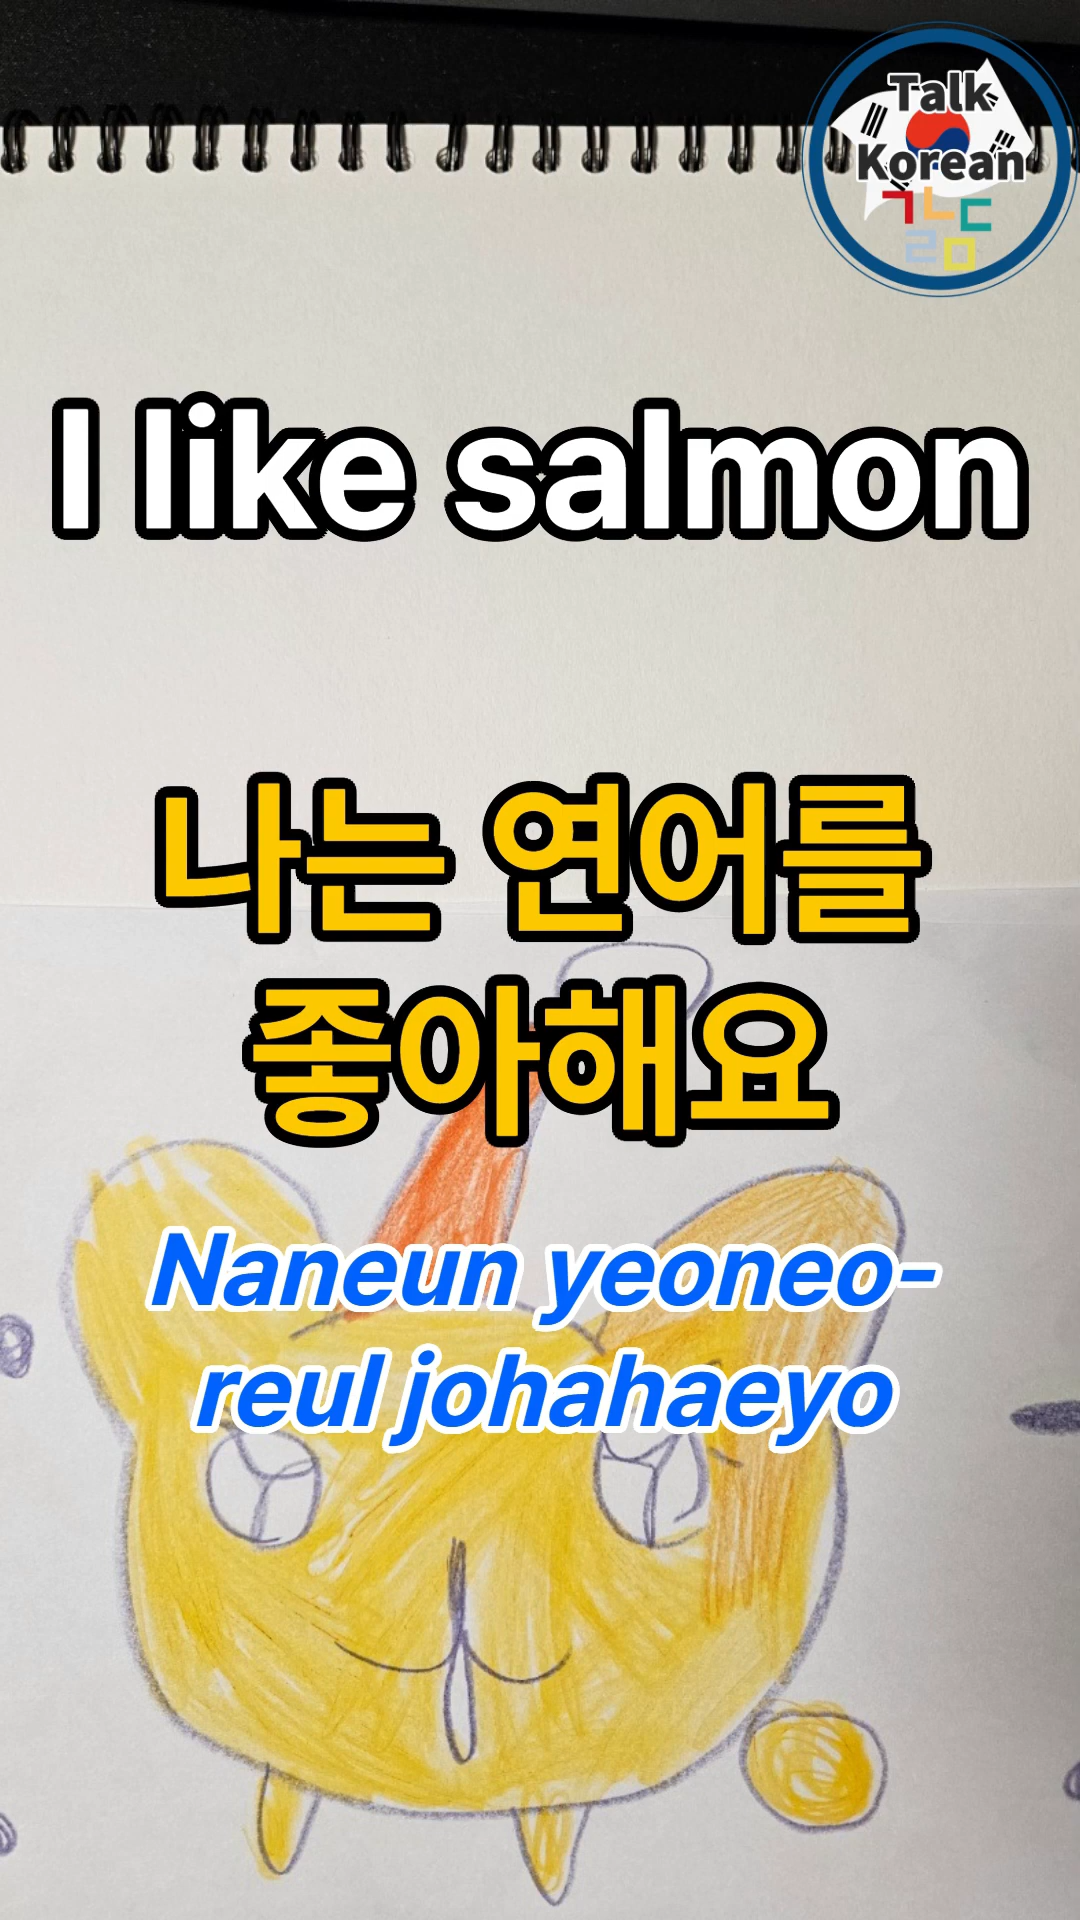 Talk
Korean
ㄱㄴㄷ
ㄹㅁ
I like salmon
나는 연어를
좋아해요
Naneun yeoneo-
reul johahaeyo